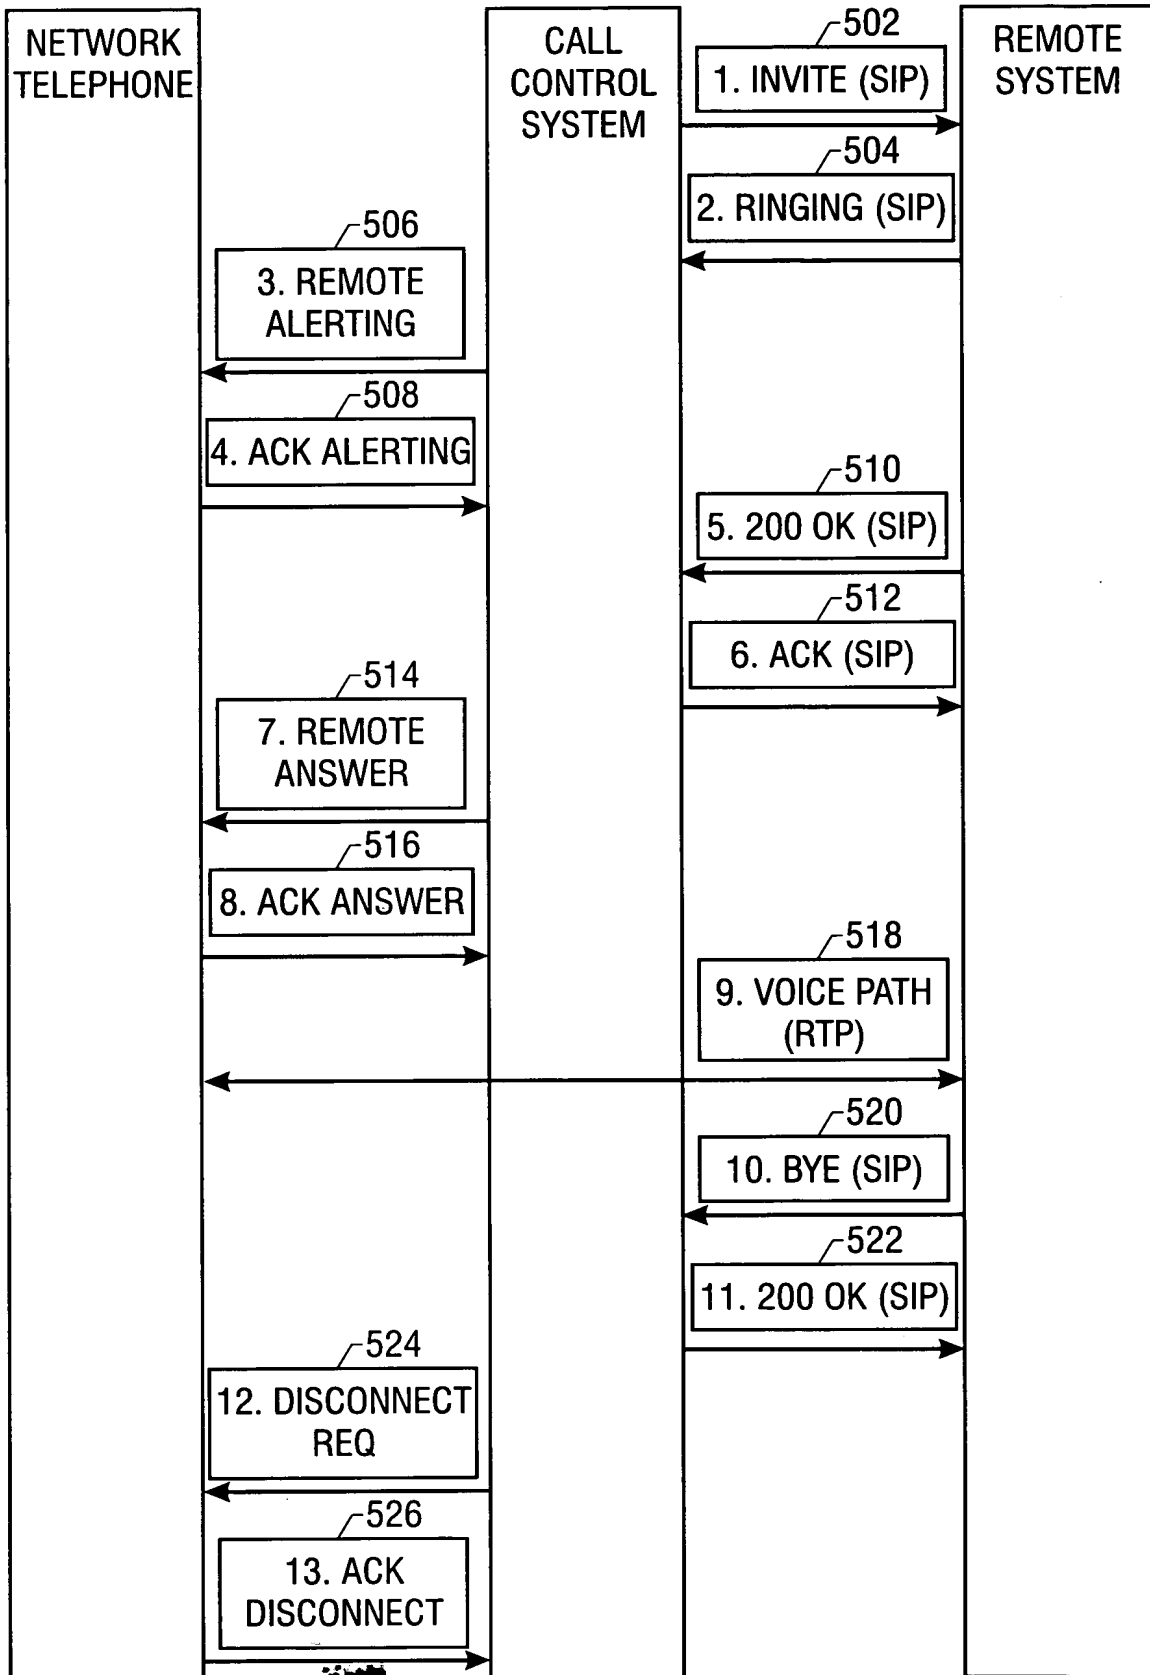 NETWORK
TELEPHONE
CALL
CONTROL
SYSTEM
REMOTE
SYSTEM
502
1. INVITE (SIP)
504
2. RINGING (SIP)
506
3. REMOTE
ALERTING
508
4. ACK ALERTING
510
5. 200 OK (SIP)
512
6. ACK (SIP)
514
7. REMOTE
ANSWER
516
8. ACK ANSWER
518
9. VOICE PATH
(RTP)
520
10. BYE (SIP)
522
11. 200 OK (SIP)
524
12. DISCONNECT
REQ
526
13. ACK
DISCONNECT